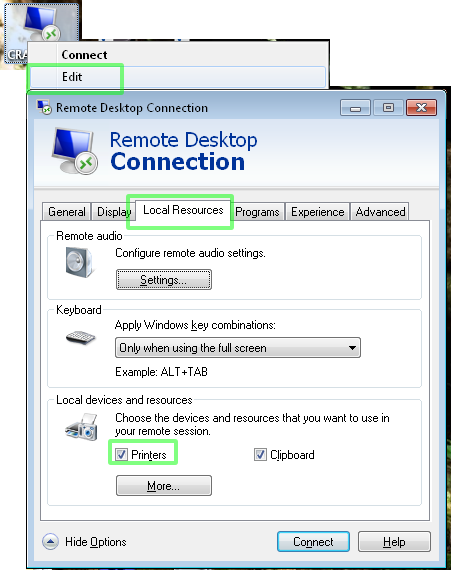 Connect
Edit
Remote Desktop Connection
Remote Desktop
Connection
General Display Local Resources Programs Experience Advanced
Remote audio
Configure remote audio settings.
Settings...
Keyboard
Apply Windows key combinations:
Only when using the full screen
Example: ALT+TAB
Local devices and resources
Choose the devices and resources that you want to use in
your remote session.
Printers Clipboard
More...
Hide Options Connect Help